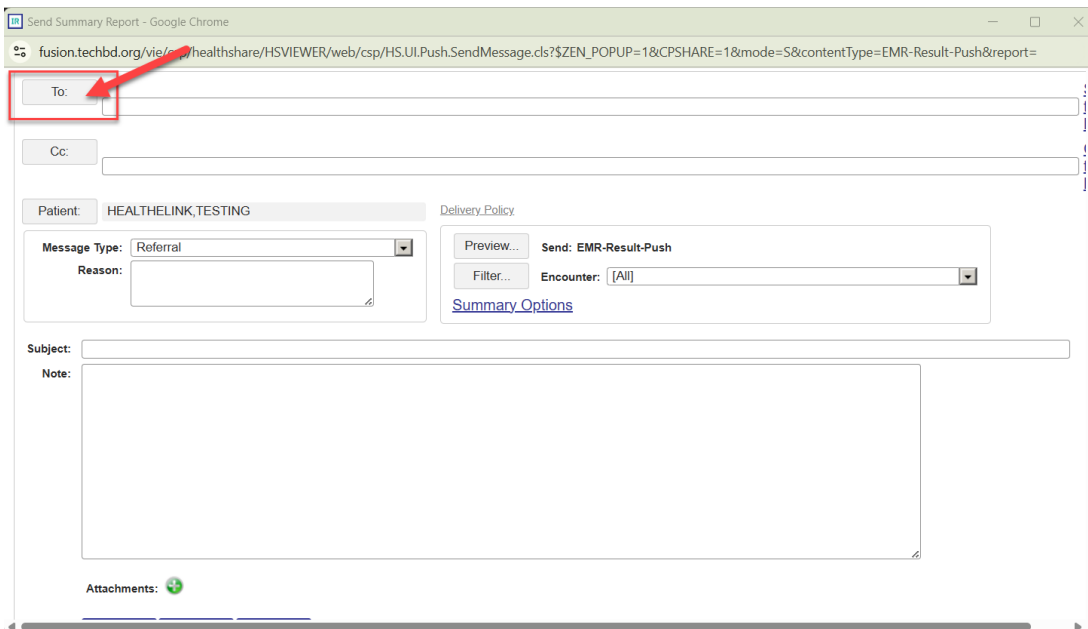 IR Send Summary Report - Google Chrome
fusion.techbd.org/vie/csp/healthshare/HSVIEWER/web/csp/HS.UI.Push.SendMessage.cls?$ZEN_POPUP=1&CPSHARE=1&mode=S&contentType=EMR-Result-Push&report=
To:
Cc:
Patient: HEALTHELINK,TESTING Delivery Policy
Message Type: Referral
Reason:
Preview... Send: EMR-Result-Push
Filter... Encounter: [All]
Summary Options
Subject:
Note:
Attachments: